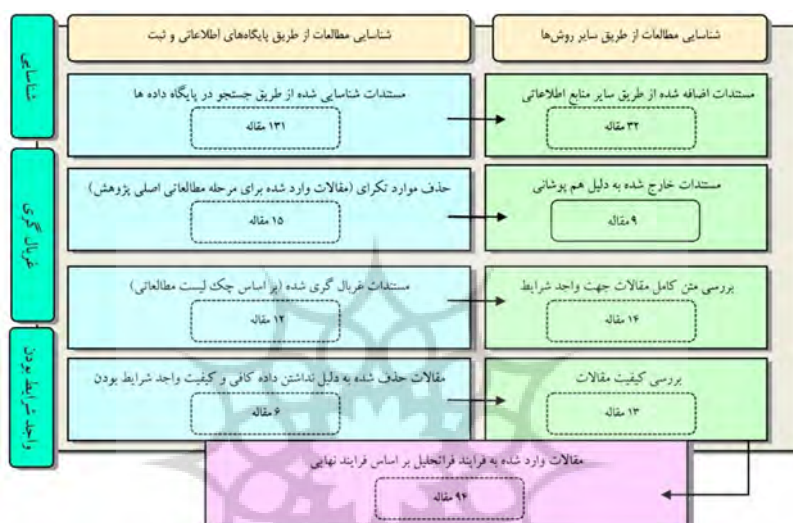 شناسایی مطالعات از طریق سایر روش‌ها
شناسایی مطالعات از طریق پایگاه‌های اطلاعاتی و ثبت
شناسایی
مستندات اضافه شده از طریق سایر منابع اطلاعاتی
۳۲ مقاله
مستندات شناسایی شده از طریق جستجو در پایگاه داده ها
۱۳۱ مقاله
غربال گری
مستندات خارج شده به دلیل هم پوشانی
۹ مقاله
حذف موارد تکرای (مقالات وارد شده برای مرحله مطالعاتی اصلی پژوهش)
۱۵ مقاله
بررسی متن کامل مقالات جهت واجد شرایط
۱۴ مقاله
مستندات غربال گری شده (بر اساس چک لیست مطالعاتی)
۱۲ مقاله
واجد شرایط بودن
بررسی کیفیت مقالات
۱۳ مقاله
مقالات حذف شده به دلیل نداشتن داده کافی و کیفیت واجد شرایط بودن
۶ مقاله
مقالات وارد شده به فرایند فراتحلیل بر اساس فرایند نهایی
۹۴ مقاله